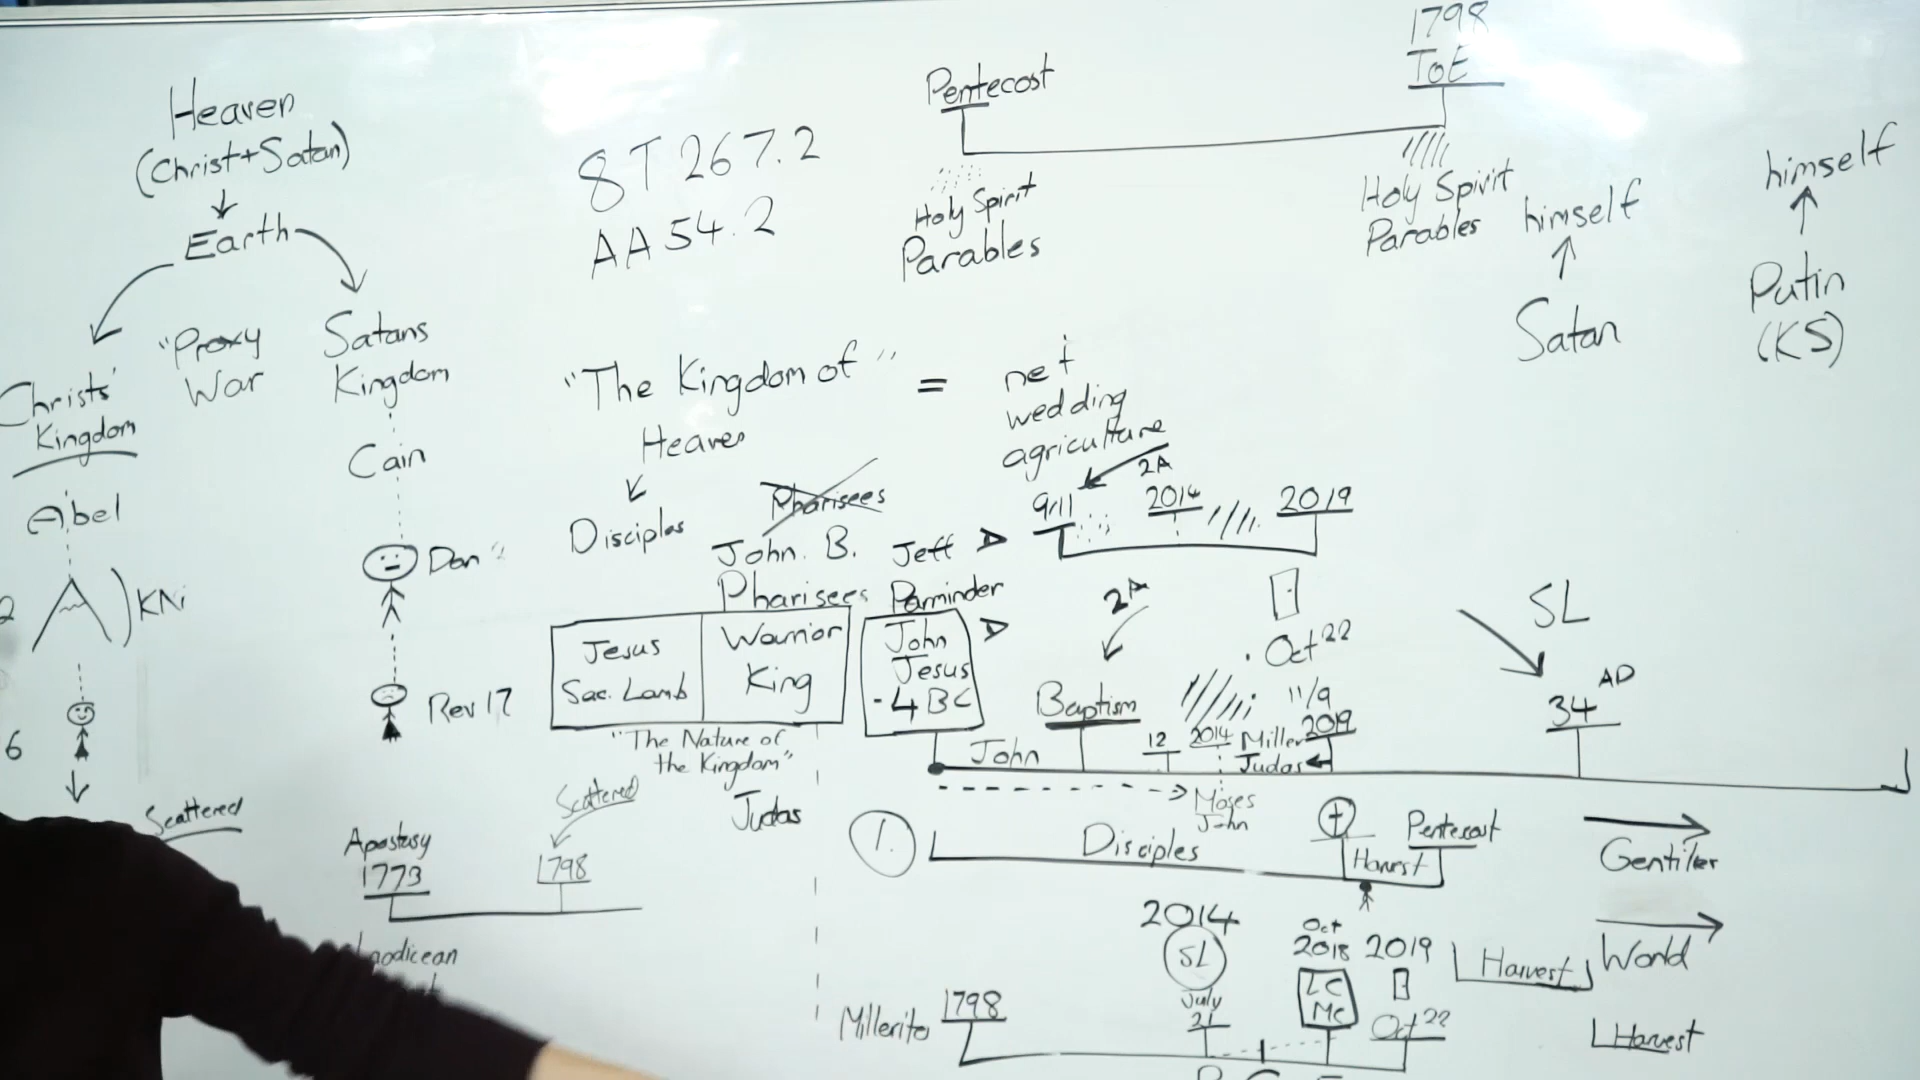 Heaven
(Christ+Satan)
Earth
"Proxy
War
Christs'
Kingdom
Abel
KNi
6
Satans
Kingdom
Cain
Don
Rev 17
Scattered
Apostasy
1773
Scattered
1798
8T 267.2
AA 54.2
"The Kingdom of"
Heaven
=
net
wedding
agriculture
Disciples
Pharisees
John. B.
Pharisees
Jesus
Sac. Lamb
Warrior
King
"The Nature of
the Kingdom"
Judas
Pentecost
Holy Spirit
Parables
1798
ToE
Holy Spirit
Parables
himself
Satan
himself
Putin
(KS)
Jeff
Parminder
9/11
2A
2014
2019
John
Jesus
-4 BC
2A
Oct 22
11/9
SL
34 AD
Baptism
John
12
2014
Miller
Judas
2019
Moses
John
1.
Disciples
Harvest
Pentecost
Gentiles
2014
SL
July
21
Oct
2018
LC
MC
2019
Oct 22
Harvest
World
Millerite
1798
Harvest